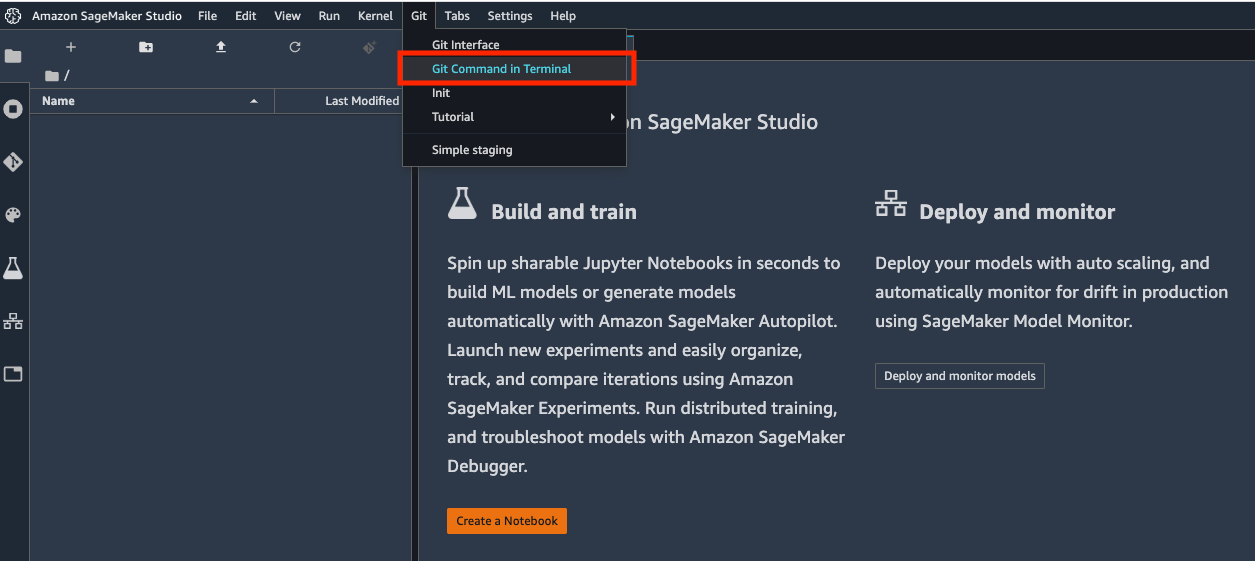 Amazon SageMaker Studio File Edit View Run Kernel Git Tabs Settings Help
Git Interface
Git Command in Terminal
Init
Tutorial
Simple staging
/
Name Last Modified
on SageMaker Studio
Build and train
Spin up sharable Jupyter Notebooks in seconds to
build ML models or generate models
automatically with Amazon SageMaker Autopilot.
Launch new experiments and easily organize,
track, and compare iterations using Amazon
SageMaker Experiments. Run distributed training,
and troubleshoot models with Amazon SageMaker
Debugger.
Create a Notebook
Deploy and monitor
Deploy your models with auto scaling, and
automatically monitor for drift in production
using SageMaker Model Monitor.
Deploy and monitor models